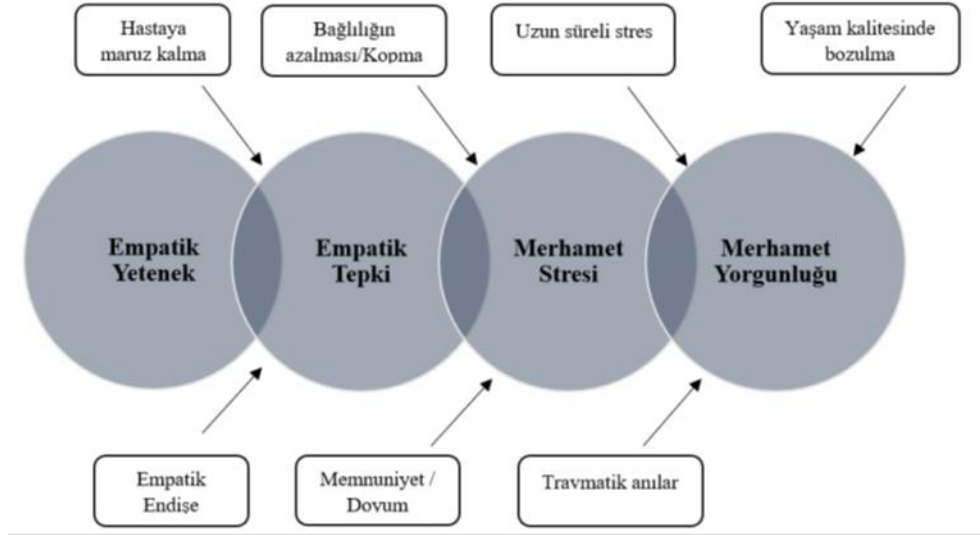 Hastaya
maruz kalma
Bağlılığın
azalması/Kopma
Uzun süreli stres
Yaşam kalitesinde
bozulma
Empatik
Yetenek
Empatik
Tepki
Merhamet
Stresi
Merhamet
Yorgunluğu
Empatik
Endişe
Memnuniyet /
Doyum
Travmatik anılar